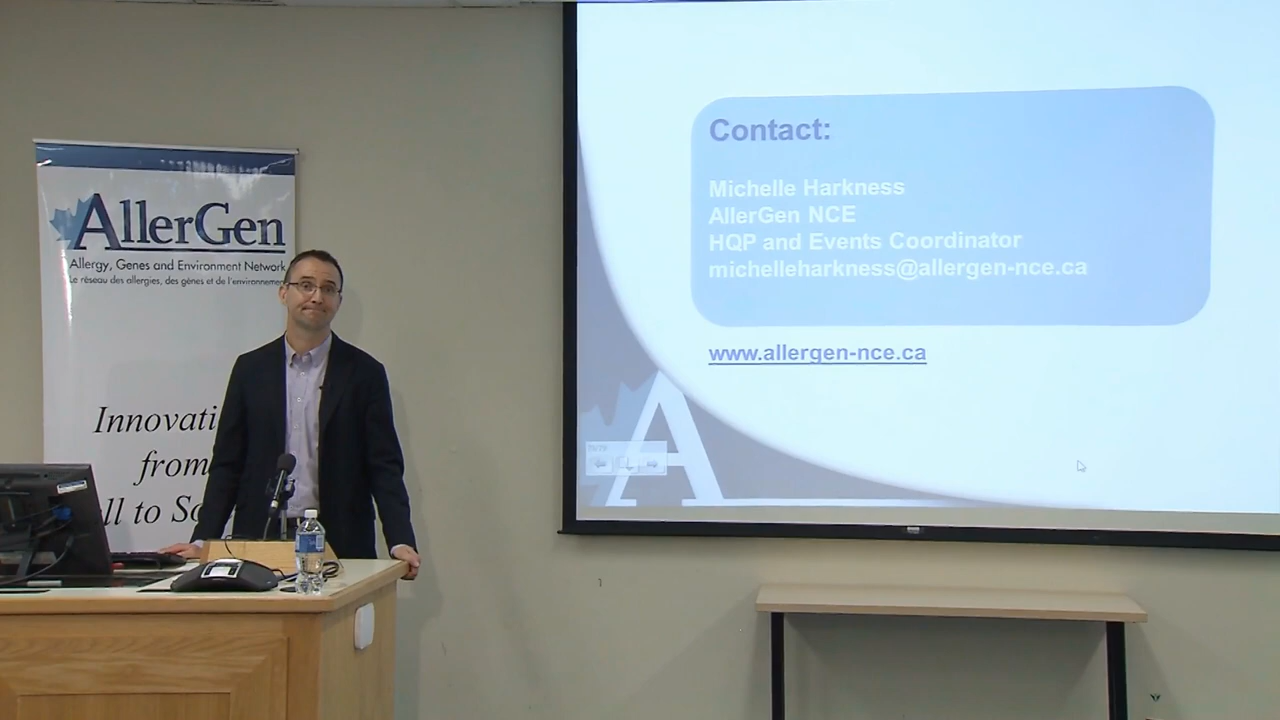 AllerGen
Allergy, Genes and Environment Network
Le réseau des allergies, des gènes et de l'environnement
Innovati
from
ll to So
Contact:
Michelle Harkness
AllerGen NCE
HQP and Events Coordinator
michelleharkness@allergen-nce.ca
www.allergen-nce.ca
A